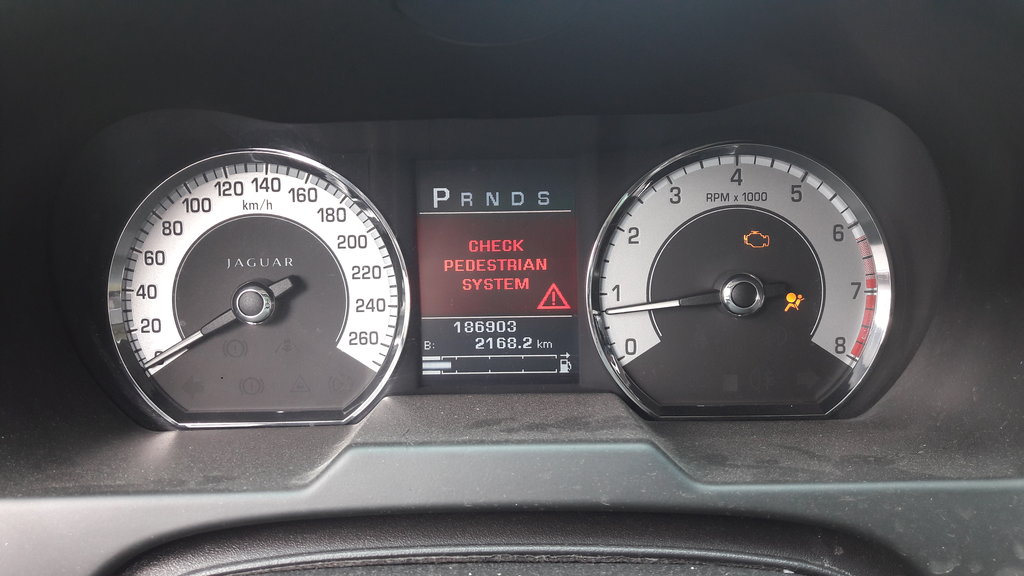 120 140 160
100 km/h 180
80 200
60 JAGUAR 220
40 240
20 260
0
P R N D S
CHECK
PEDESTRIAN
SYSTEM
186903
B: 2168.2 km
3 4 5
RPM x 1000
2 6
1 7
0 8